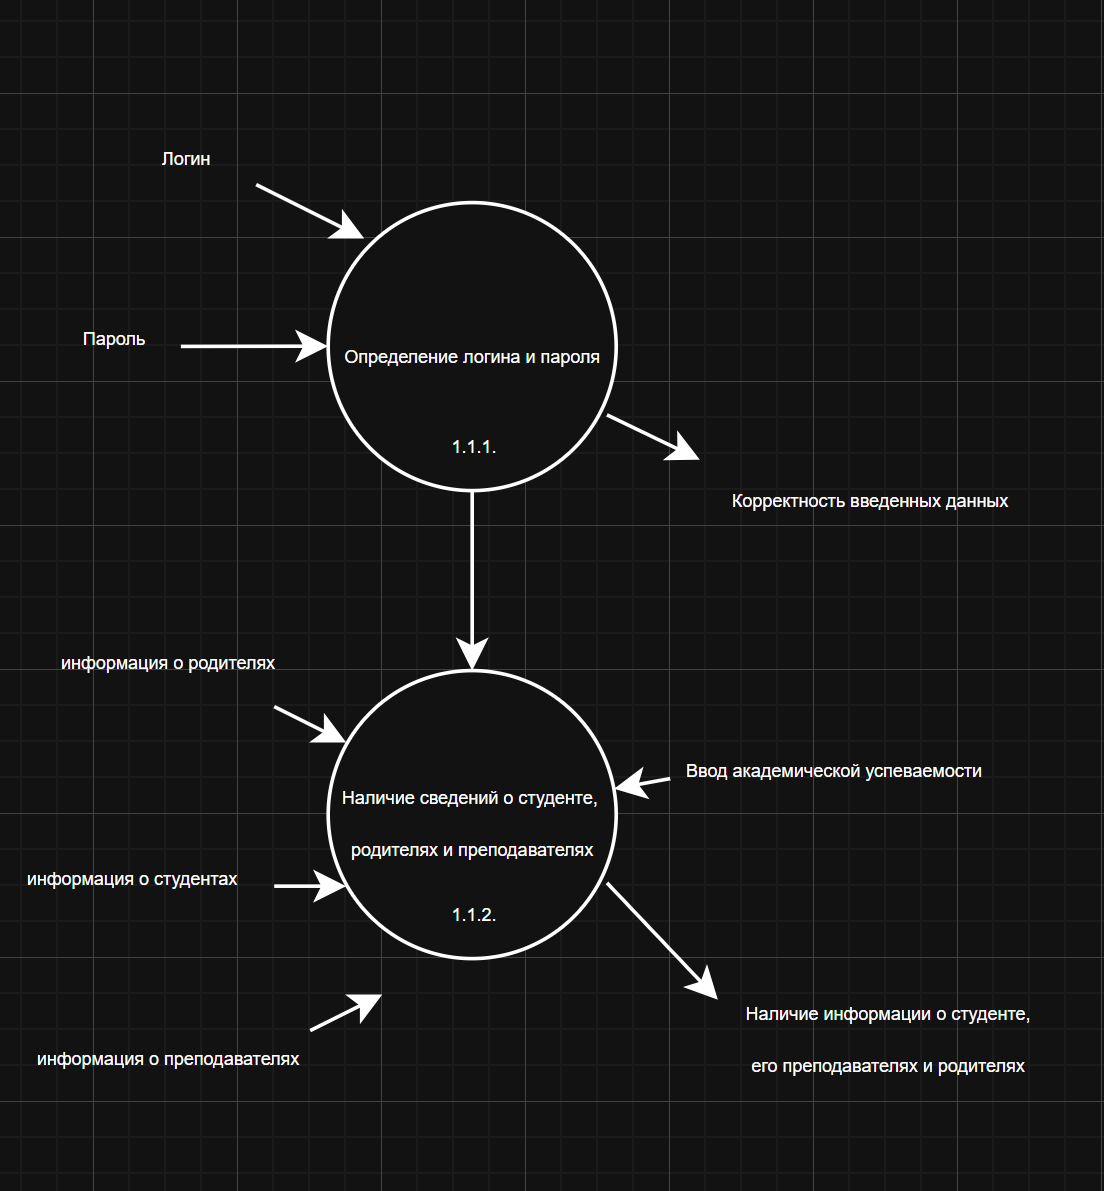 Логин
Пароль
Определение логина и пароля
1.1.1.
Корректность введенных данных
информация о родителях
Ввод академической успеваемости
Наличие сведений о студенте,
родителях и преподавателях
информация о студентах
1.1.2.
Наличие информации о студенте,
его преподавателях и родителях
информация о преподавателях